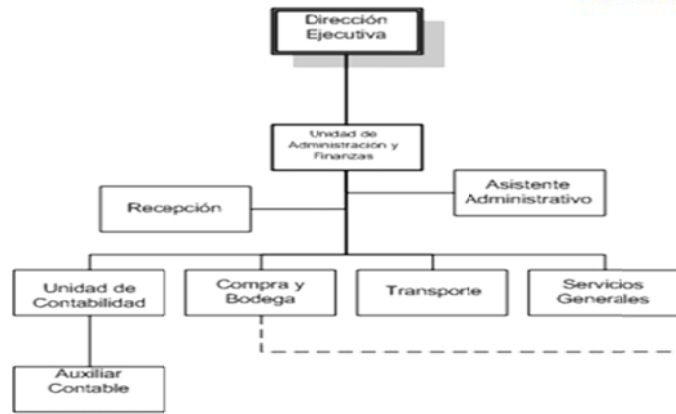 Dirección
Ejecutiva
Unidad de
Administración y
Finanzas
Asistente
Administrativo
Recepción
Unidad de
Contabilidad
Compra y
Bodega
Transporte
Servicios
Generales
Auxiliar
Contable